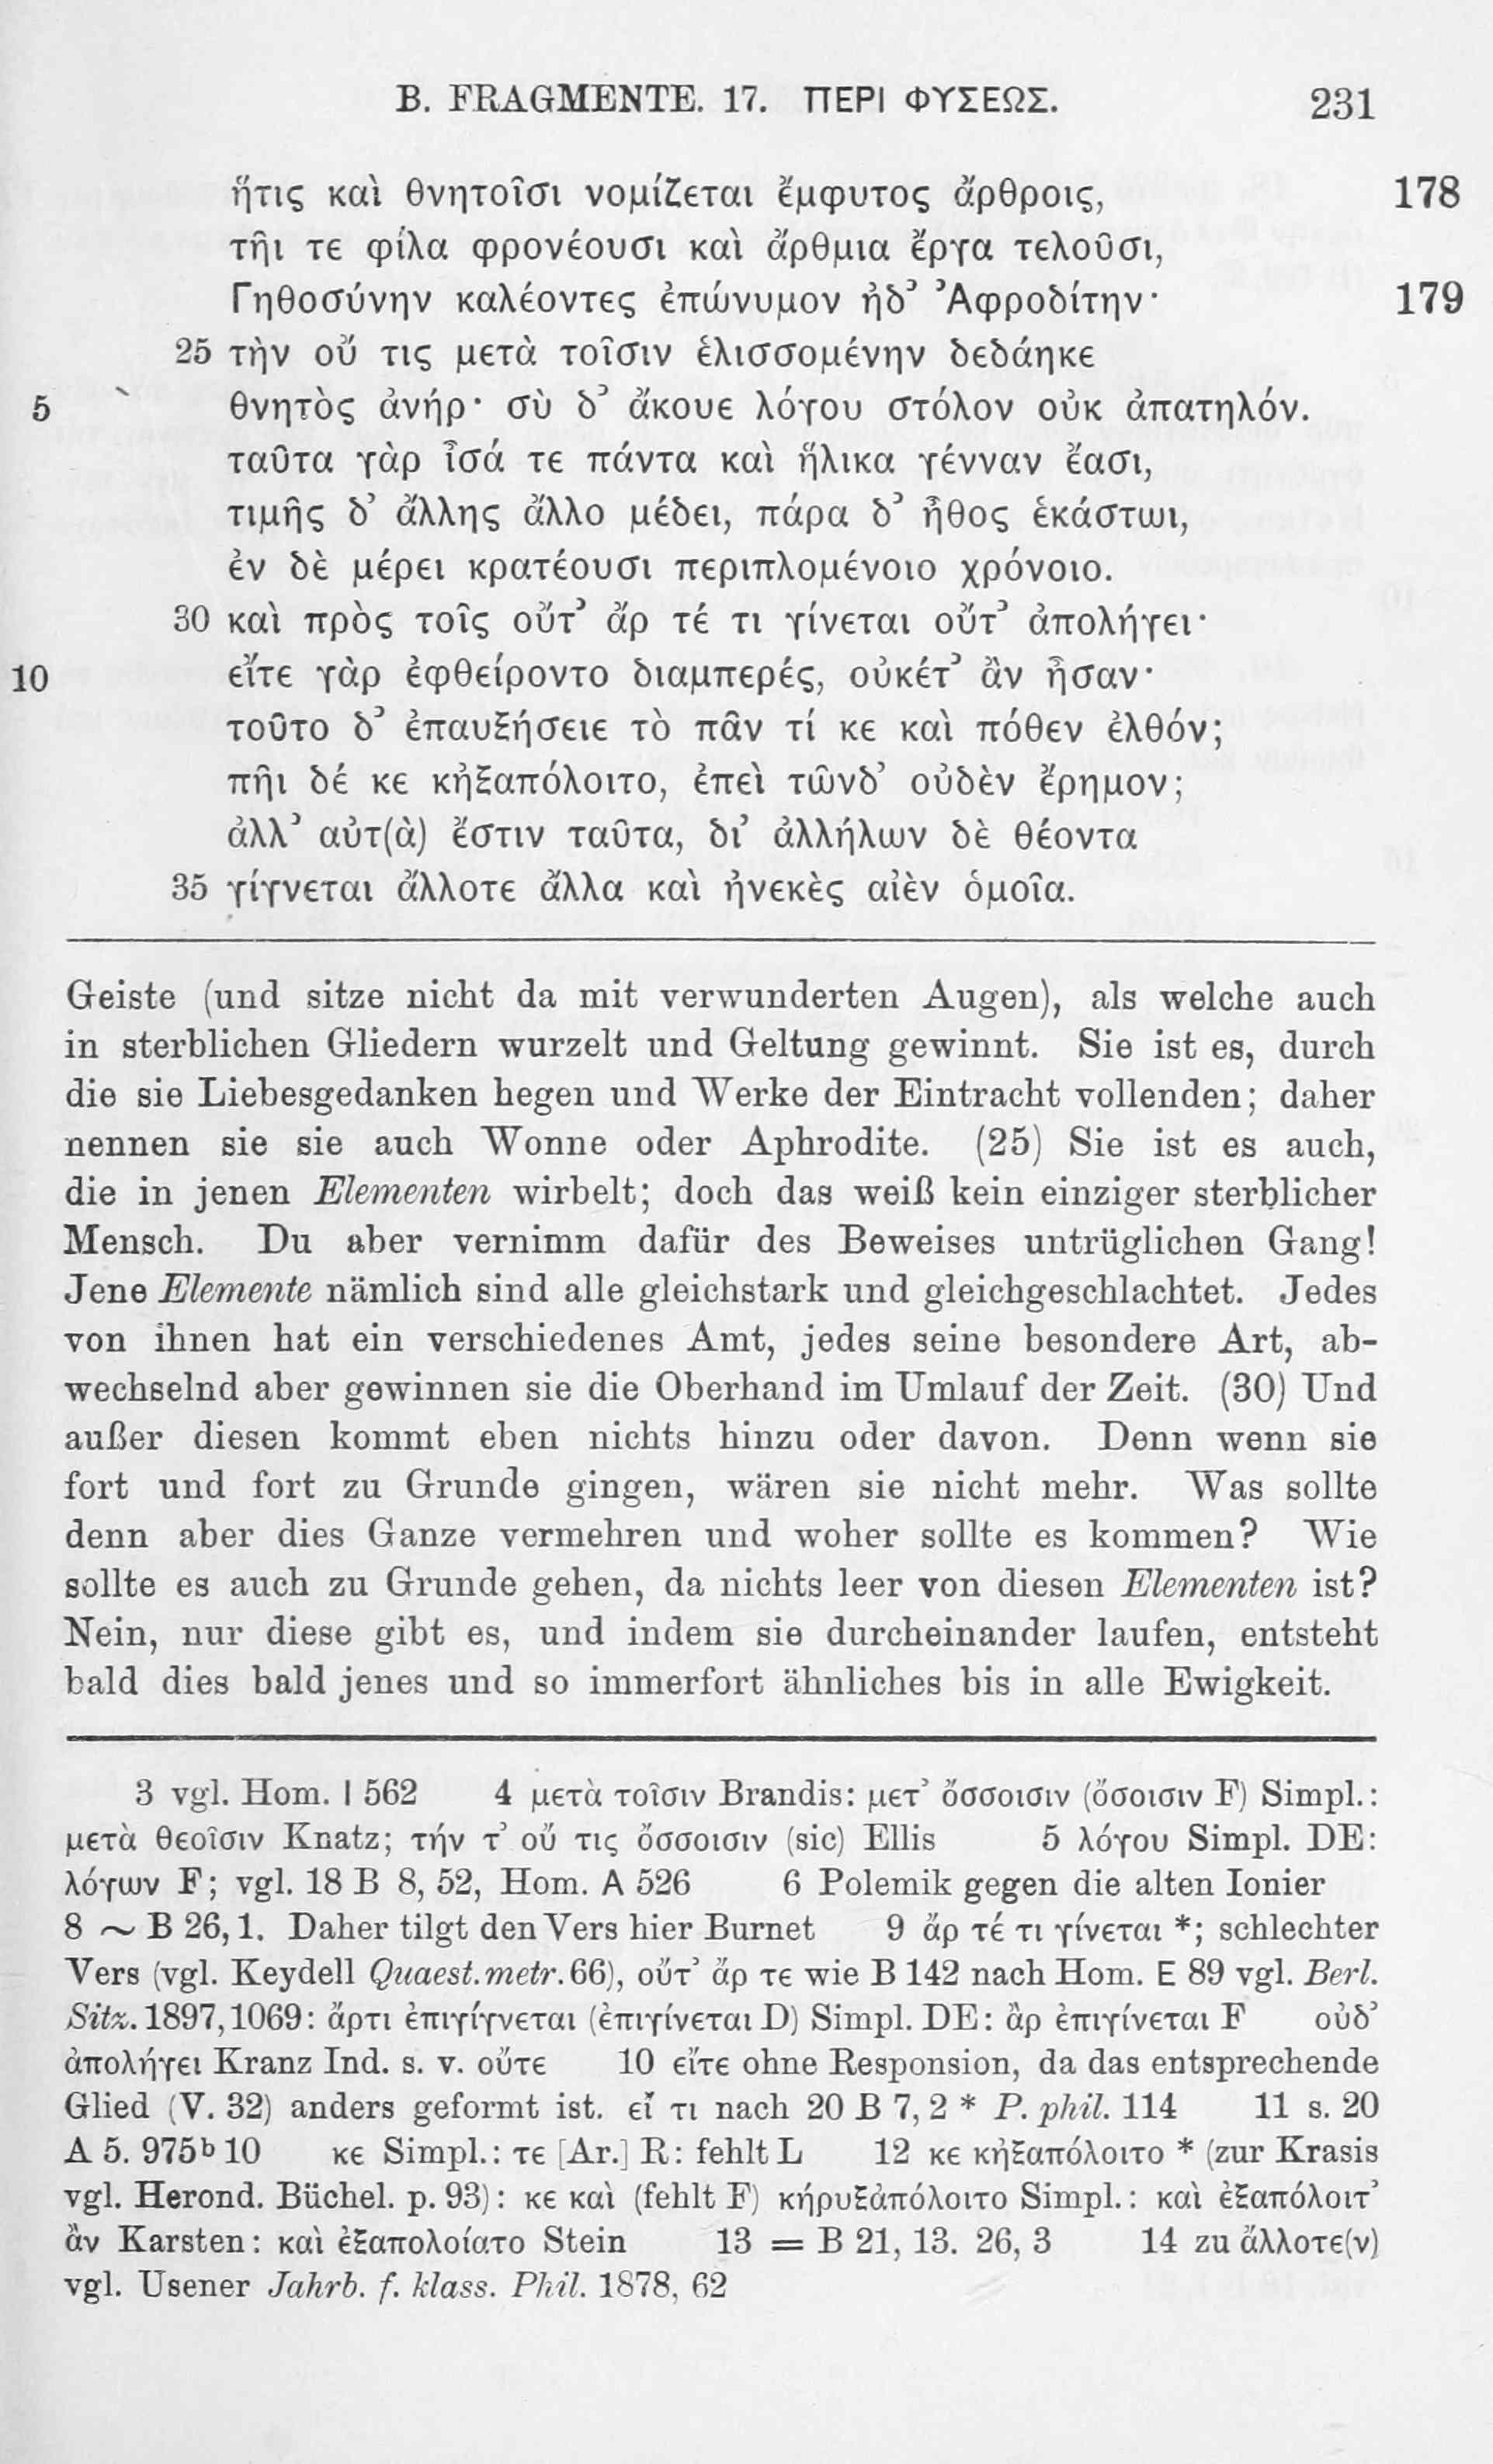 B. FRAGMENTE. 17. ΠΕΡΙ ΦΥΣΕΩΣ. 231
ἥτις καὶ θνητοῖσι νομίζεται ἔμφυτος ἄρθροις, 178
τῆι τε φίλα φρονέουσι καὶ ἄρθμια ἔργα τελοῦσι,
Γηθοσύνην καλέοντες ἐπώνυμον ἠδ’ Ἀφροδίτην· 179
25 τὴν οὔ τις μετὰ τοῖσιν ἑλισσομένην δεδάηκε
5 θνητὸς ἀνήρ· σὺ δ’ ἄκουε λόγου στόλον οὐκ ἀπατηλόν.
ταῦτα γὰρ ἶσά τε πάντα καὶ ἥλικα γένναν ἔασι,
τιμῆς δ’ ἄλλης ἄλλο μέδει, πάρα δ’ ἦθος ἑκάστωι,
ἐν δὲ μέρει κρατέουσι περιπλομένοιο χρόνοιο.
30 καὶ πρὸς τοῖς οὔτ’ ἄρ τέ τι γίνεται οὔτ’ ἀπολήγει·
10 εἴτε γὰρ ἐφθείροντο διαμπερές, οὐκέτ’ ἂν ἦσαν·
τοῦτο δ’ ἐπαυξήσειε τὸ πᾶν τί κε καὶ πόθεν ἐλθόν;
πῆι δέ κε κἠξαπόλοιτο, ἐπεὶ τῶνδ’ οὐδὲν ἔρημον;
ἀλλ’ αὐτ(ὰ) ἔστιν ταῦτα, δι’ ἀλλήλων δὲ θέοντα
35 γίγνεται ἄλλοτε ἄλλα καὶ ἠνεκὲς αἰὲν ὁμοῖα.
Geiste (und sitze nicht da mit verwunderten Augen), als welche auch
in sterblichen Gliedern wurzelt und Geltung gewinnt. Sie ist es, durch
die sie Liebesgedanken hegen und Werke der Eintracht vollenden; daher
nennen sie sie auch Wonne oder Aphrodite. (25) Sie ist es auch,
die in jenen Elementen wirbelt; doch das weiß kein einziger sterblicher
Mensch. Du aber vernimm dafür des Beweises untrüglichen Gang!
Jene Elemente nämlich sind alle gleichstark und gleichgeschlachtet. Jedes
von ihnen hat ein verschiedenes Amt, jedes seine besondere Art, ab-
wechselnd aber gewinnen sie die Oberhand im Umlauf der Zeit. (30) Und
außer diesen kommt eben nichts hinzu oder davon. Denn wenn sie
fort und fort zu Grunde gingen, wären sie nicht mehr. Was sollte
denn aber dies Ganze vermehren und woher sollte es kommen? Wie
sollte es auch zu Grunde gehen, da nichts leer von diesen Elementen ist?
Nein, nur diese gibt es, und indem sie durcheinander laufen, entsteht
bald dies bald jenes und so immerfort ähnliches bis in alle Ewigkeit.
3 vgl. Hom. Ι 562 4 μετὰ τοῖσιν Brandis: μετ’ ὅσσοισιν (ὅσοισιν F) Simpl.:
μετὰ θεοῖσιν Knatz; τήν τ’ οὔ τις ὄσσοισιν (sic) Ellis 5 λόγου Simpl. DE:
λόγων F; vgl. 18 B 8, 52, Hom. Α 526 6 Polemik gegen die alten Ionier
8 ∼ B 26, 1. Daher tilgt den Vers hier Burnet 9 ἄρ τέ τι γίνεται *; schlechter
Vers (vgl. Keydell Quaest. metr. 66), οὔτ’ ἄρ τε wie B 142 nach Hom. Ε 89 vgl. Berl.
Sitz. 1897, 1069: ἄρτι ἐπιγίγνεται (ἐπιγίνεται D) Simpl. DE: ἂρ ἐπιγίνεται F οὐδ’
ἀπολήγει Kranz Ind. s. v. οὔτε 10 εἴτε ohne Responsion, da das entsprechende
Glied (V. 32) anders geformt ist. εἴ τι nach 20 B 7, 2 * P. phil. 114 11 s. 20
A 5. 975ᵇ 10 κε Simpl.: τε [Ar.] R: fehlt L 12 κε κἠξαπόλοιτο * (zur Krasis
vgl. Herond. Büchel. p. 93): κε καὶ (fehlt F) κήρυξἀπόλοιτο Simpl.: καὶ ἐξαπόλοιτ’
ἂν Karsten: καὶ ἐξαπολοίατο Stein 13 = B 21, 13. 26, 3 14 zu ἄλλοτε(ν)
vgl. Usener Jahrb. f. klass. Phil. 1878, 62